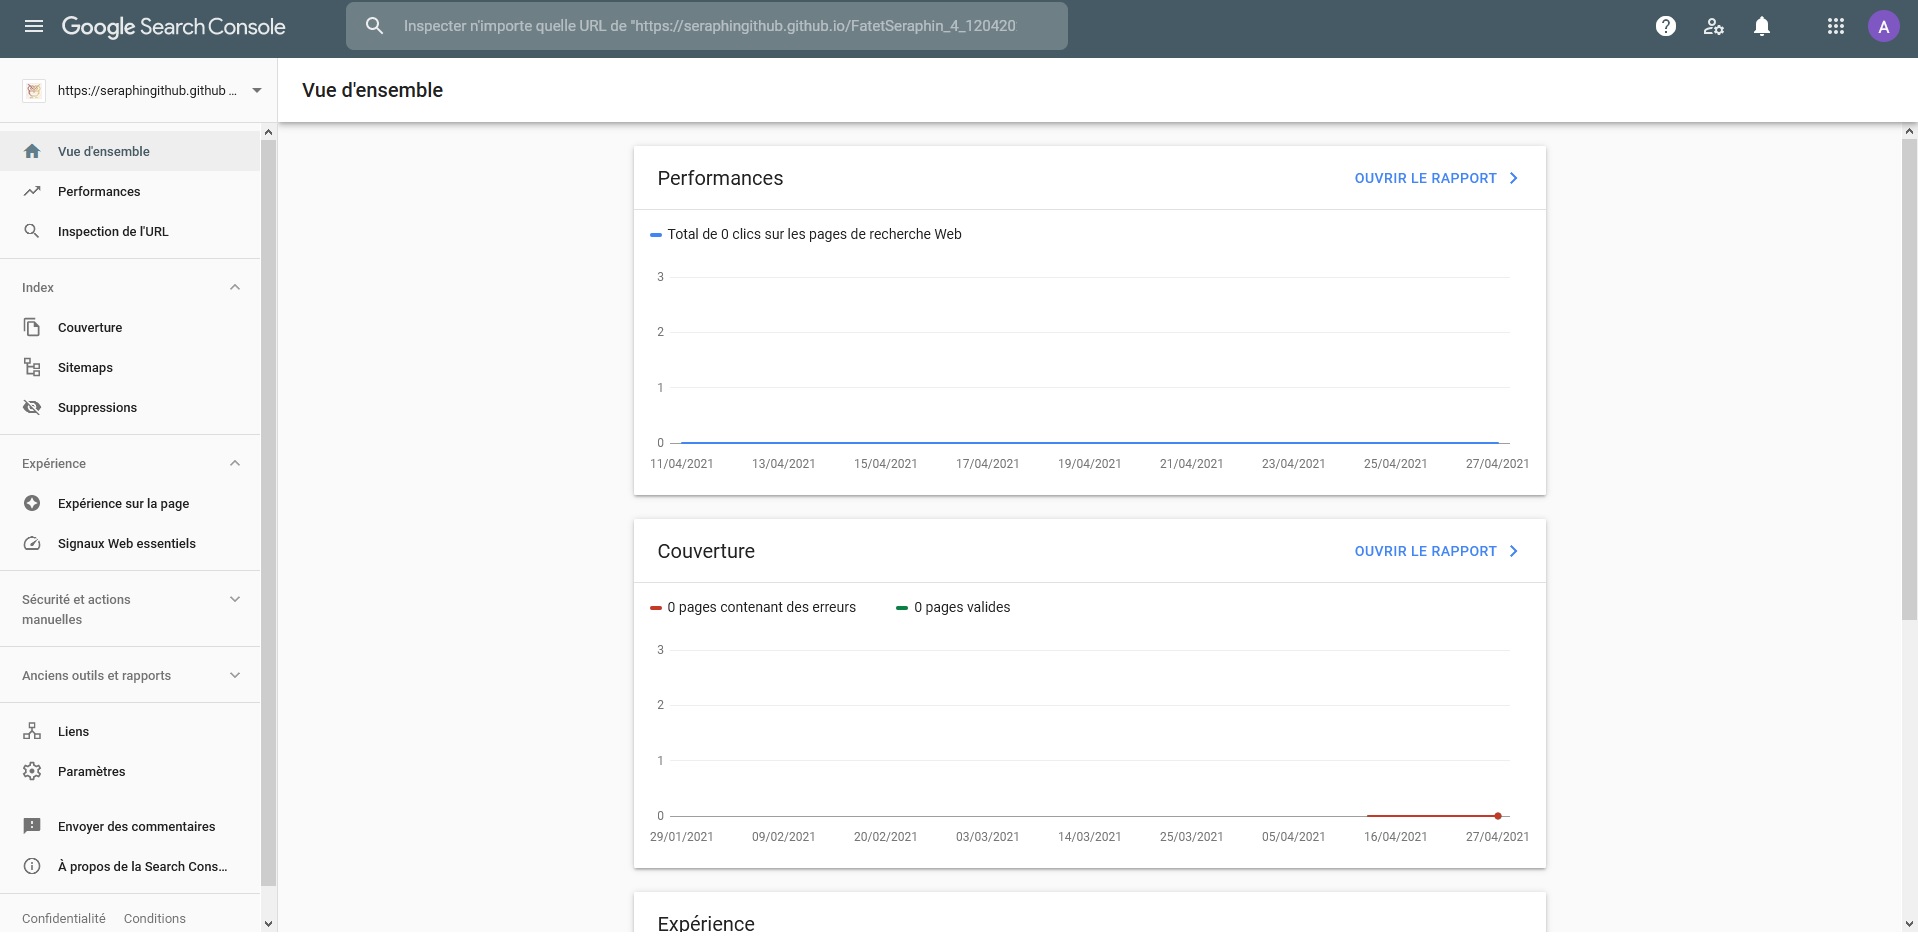 Google Search Console
Inspecter n'importe quelle URL de "https://seraphingithub.github.io/FatetSeraphin_4_120420
A
https://seraphingithub.github ...
Vue d'ensemble
Vue d'ensemble
Performances
Inspection de l'URL
Index
Couverture
Sitemaps
Suppressions
Expérience
Expérience sur la page
Signaux Web essentiels
Sécurité et actions
manuelles
Anciens outils et rapports
Liens
Paramètres
Envoyer des commentaires
À propos de la Search Cons...
Confidentialité Conditions
Performances
OUVRIR LE RAPPORT
Total de 0 clics sur les pages de recherche Web
3
2
1
0
11/04/2021 13/04/2021 15/04/2021 17/04/2021 19/04/2021 21/04/2021 23/04/2021 25/04/2021 27/04/2021
Couverture
OUVRIR LE RAPPORT
0 pages contenant des erreurs 0 pages valides
3
2
1
0
29/01/2021 09/02/2021 20/02/2021 03/03/2021 14/03/2021 25/03/2021 05/04/2021 16/04/2021 27/04/2021
Expérience